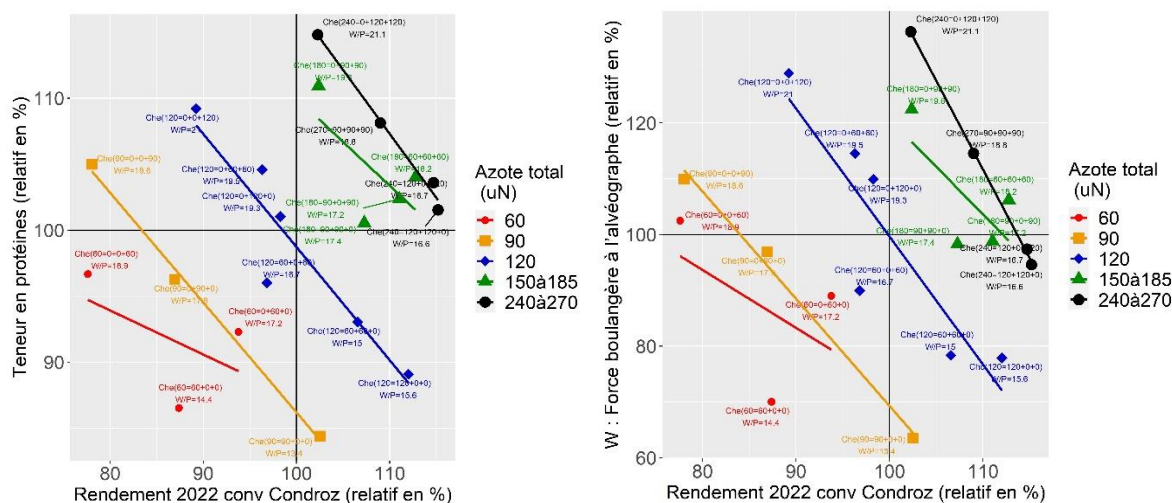 Teneur en protéines (relatif en %)
110
100
90
80
90
100
110
Rendement 2022 conv Condroz (relatif en %)
Che(240-0+120+120)
W/P=21.1
Che(180=0+90+90)
Che(120=0=0+120)
Che(90=0=0+90)
W/P=18.6
Che(120=0+60+60)
W/P=19.5
Che(120=0+120+0)
W/P=19.3
Che(270=90+90+90)
W/P=18.8
Che(180=60+60+60)
W/P=18.2
Che(180=90+0+90)
W/P=17.2
W/P=17.4
W/P=16.7
Che(240-120+120+0)
W/P=16.6
Che(60=0=0+60)
W/P=18.9
Che(120=60+0+60)
W/P=16.7
Che(60=0+60+0)
W/P=17.2
Che(120=60+60+0)
W/P=15
Che(60=60+0+0)
W/P=14.4
Che(120=120+0+0)
W/P=15.6
Che(90=90+0+0)
W/P=13.4
Azote total
(uN)
60
90
120
150à185
240à270
W : Force boulangère à l'alvéographe (relatif en %)
120
100
80
60
80
90
100
110
Rendement 2022 conv Condroz (relatif en %)
Che(240-0+120+120)
W/P=21.1
Che(120=0=0+120)
W/P=21
Che(180=0+90+90)
W/P=19.6
Che(120=0+60+60)
W/P=19.5
Che(270=90+90+90)
W/P=18.8
Che(90=0=0+90)
W/P=18.6
Che(120=0+120+0)
W/P=19.3
Che(180=60+60+60)
W/P=18.2
Che(60=0=0+60)
W/P=18.9
Che(180=90+90+0)
W/P=17.4
W/P=16.7
Che(240-120+120+0)
W/P=16.6
Che(120=60+0+60)
W/P=16.7
Che(60=0+60+0)
W/P=17.2
Che(120=60+60+0)
W/P=15
Che(120=120+0+0)
W/P=15.6
Che(60=60+0+0)
W/P=14.4
Che(90=90+0+0)
W/P=13.4
Azote total
(uN)
60
90
120
150à185
240à270